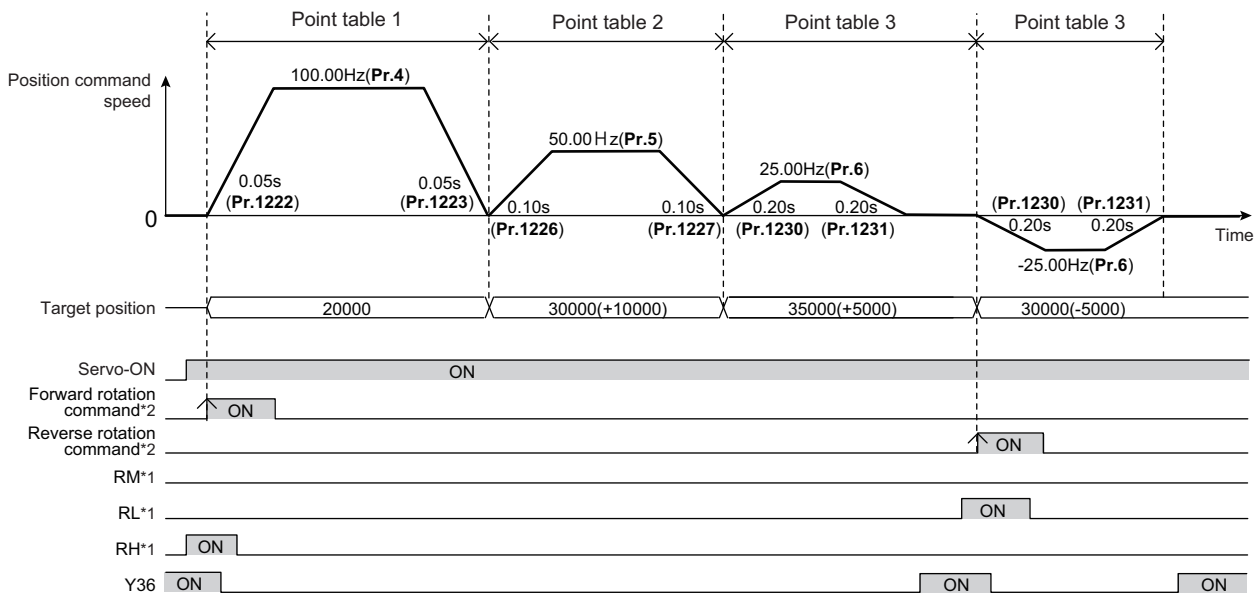 Point table 1
Point table 2
Point table 3
Point table 3
Position command
speed
100.00Hz(Pr.4)
50.00Hz(Pr.5)
25.00Hz(Pr.6)
0.05s
(Pr.1222)
0.05s
(Pr.1223)
0
0.10s
(Pr.1226)
0.10s
(Pr.1227)
0.20s
(Pr.1230)
0.20s
(Pr.1231)
(Pr.1230)
0.20s
(Pr.1231)
0.20s
-25.00Hz(Pr.6)
Time
Target position
20000
30000(+10000)
35000(+5000)
30000(-5000)
Servo-ON
ON
Forward rotation
command*2
ON
Reverse rotation
command*2
ON
RM*1
RL*1
ON
RH*1
ON
Y36
ON
ON
ON